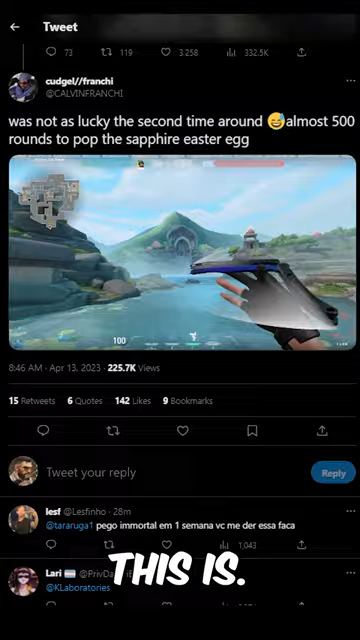 Tweet
73 119 3.258 332.5K
cudgel//franchi
@CALVINFRANCHI
was not as lucky the second time around 😅almost 500
rounds to pop the sapphire easter egg
100
8:46 AM · Apr 13, 2023 · 225.7K Views
15 Retweets 6 Quotes 142 Likes 9 Bookmarks
Tweet your reply
Reply
lesf @Lesfinho · 28m
@tararuga1 pego immortal em 1 semana vc me der essa faca
1,043
Lari @PrivDa
@KLaboratories
THIS IS.